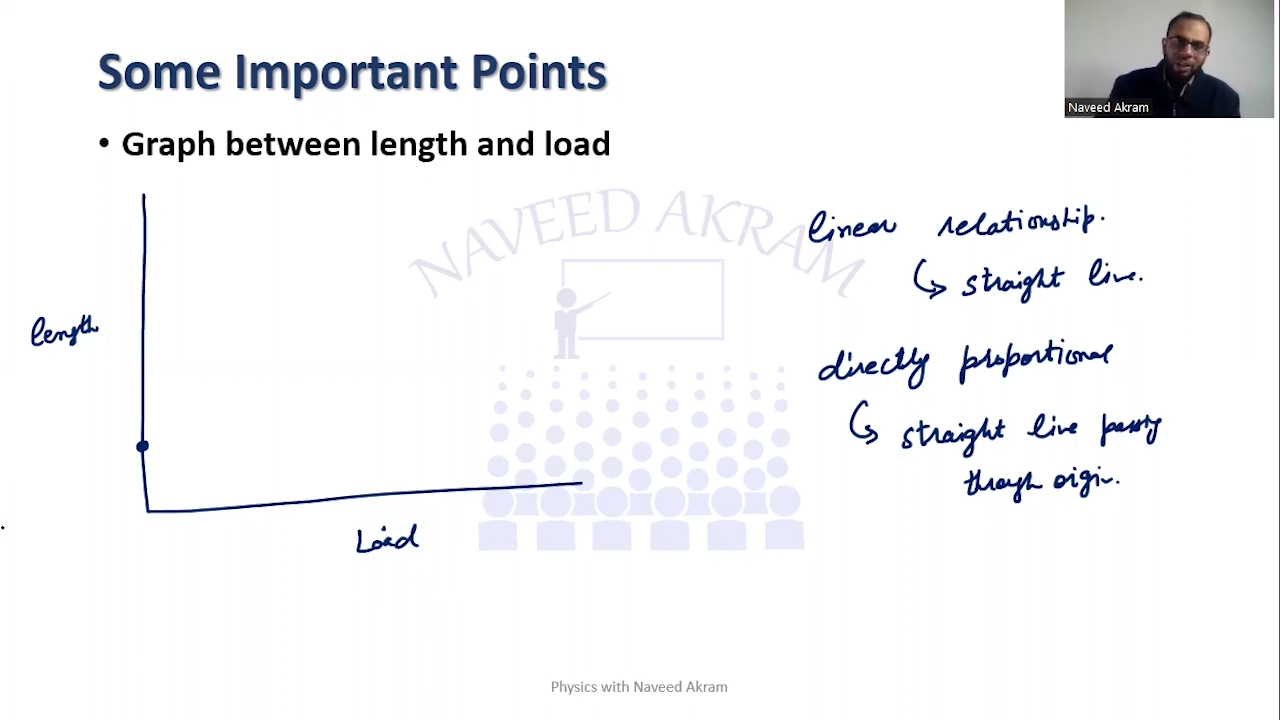 Some Important Points
Naveed Akram
• Graph between length and load
NAVEED AKRAM
linear relationship.
straight line.
length
directly proportional
straight line passing
through origin.
Load
Physics with Naveed Akram